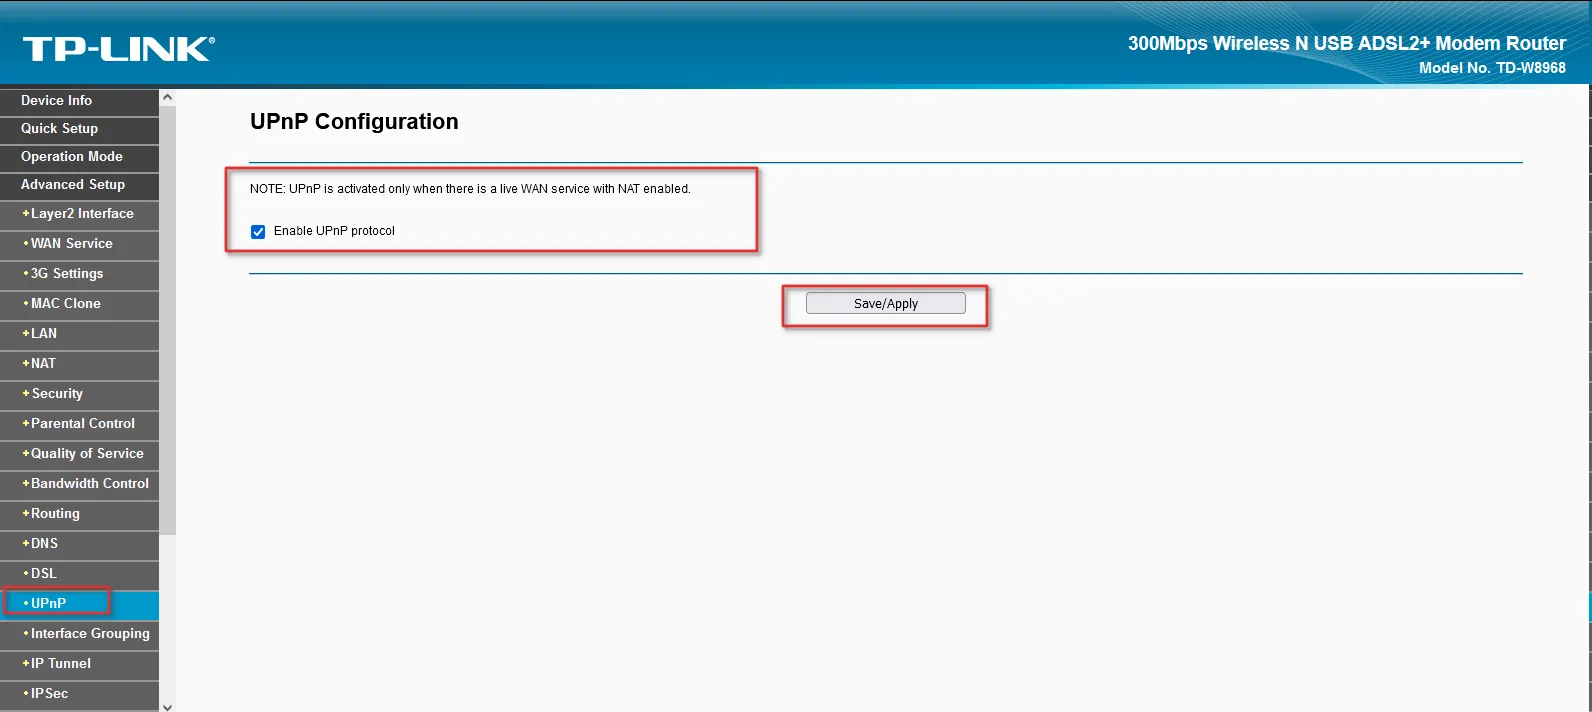 TP-LINK®
300Mbps Wireless N USB ADSL2+ Modem Router
Model No. TD-W8968
Device Info
Quick Setup
Operation Mode
Advanced Setup
+Layer2 Interface
•WAN Service
•3G Settings
•MAC Clone
+LAN
+NAT
+Security
+Parental Control
+Quality of Service
+Bandwidth Control
+Routing
+DNS
•DSL
•UPnP
•Interface Grouping
+IP Tunnel
•IPSec
UPnP Configuration
NOTE: UPnP is activated only when there is a live WAN service with NAT enabled.
Enable UPnP protocol
Save/Apply